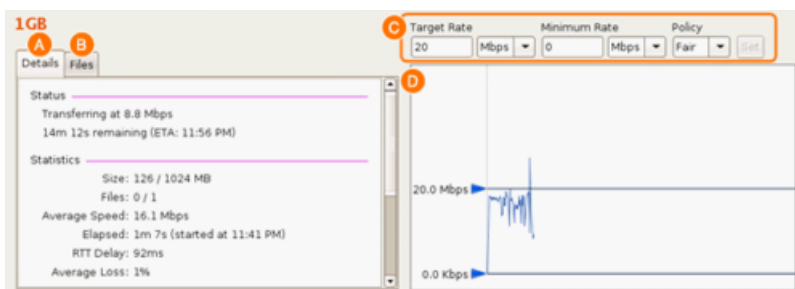 1GB
A
B
Details
Files
Status
Transferring at 8.8 Mbps
14m 12s remaining (ETA: 11:56 PM)
Statistics
Size: 126 / 1024 MB
Files: 0 / 1
Average Speed: 16.1 Mbps
Elapsed: 1m 7s (started at 11:41 PM)
RTT Delay: 92ms
Average Loss: 1%
C
Target Rate
Minimum Rate
Policy
20
Mbps
0
Mbps
Fair
Set
D
20.0 Mbps
0.0 Kbps